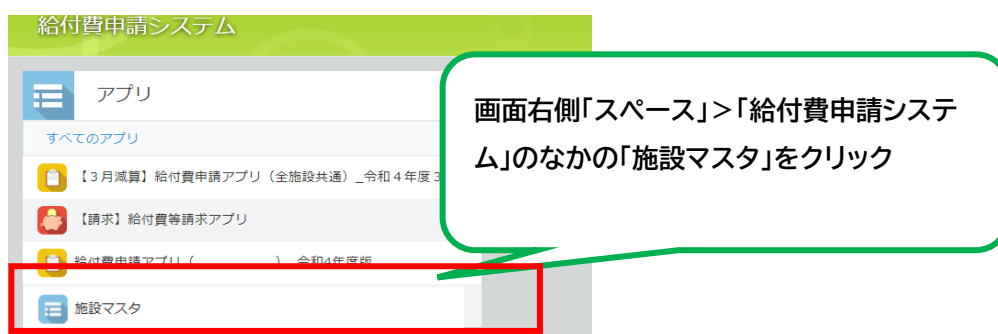 給付費申請システム
アプリ
すべてのアプリ
【3月減算】給付費申請アプリ（全施設共通）_令和4年度3
【請求】給付費等請求アプリ
給付費申請アプリ（　　　　　）_令和4年度版
施設マスタ
画面右側「スペース」＞「給付費申請システ
ム」のなかの「施設マスタ」をクリック